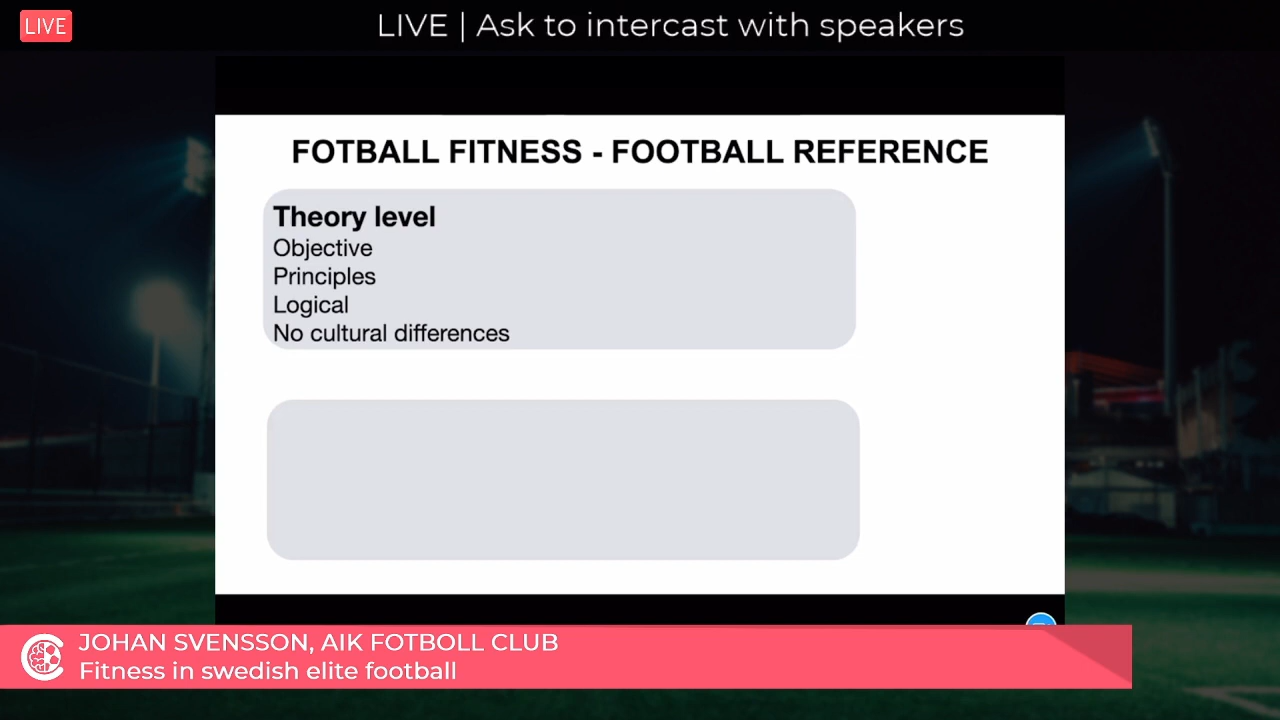 LIVE
LIVE | Ask to intercast with speakers
FOTBALL FITNESS - FOOTBALL REFERENCE
Theory level
Objective
Principles
Logical
No cultural differences
JOHAN SVENSSON, AIK FOTBOLL CLUB
Fitness in swedish elite football